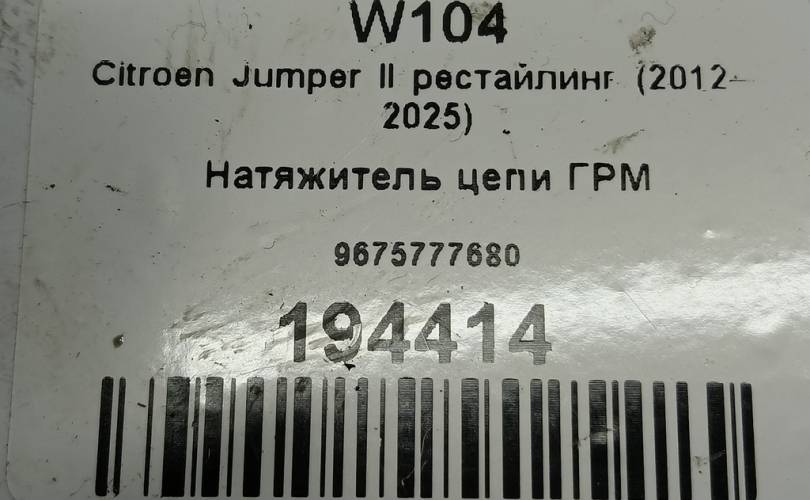 W104
Citroen Jumper II рестайлинг (2012-
2025)
Натяжитель цепи ГРМ
9675777680
194414